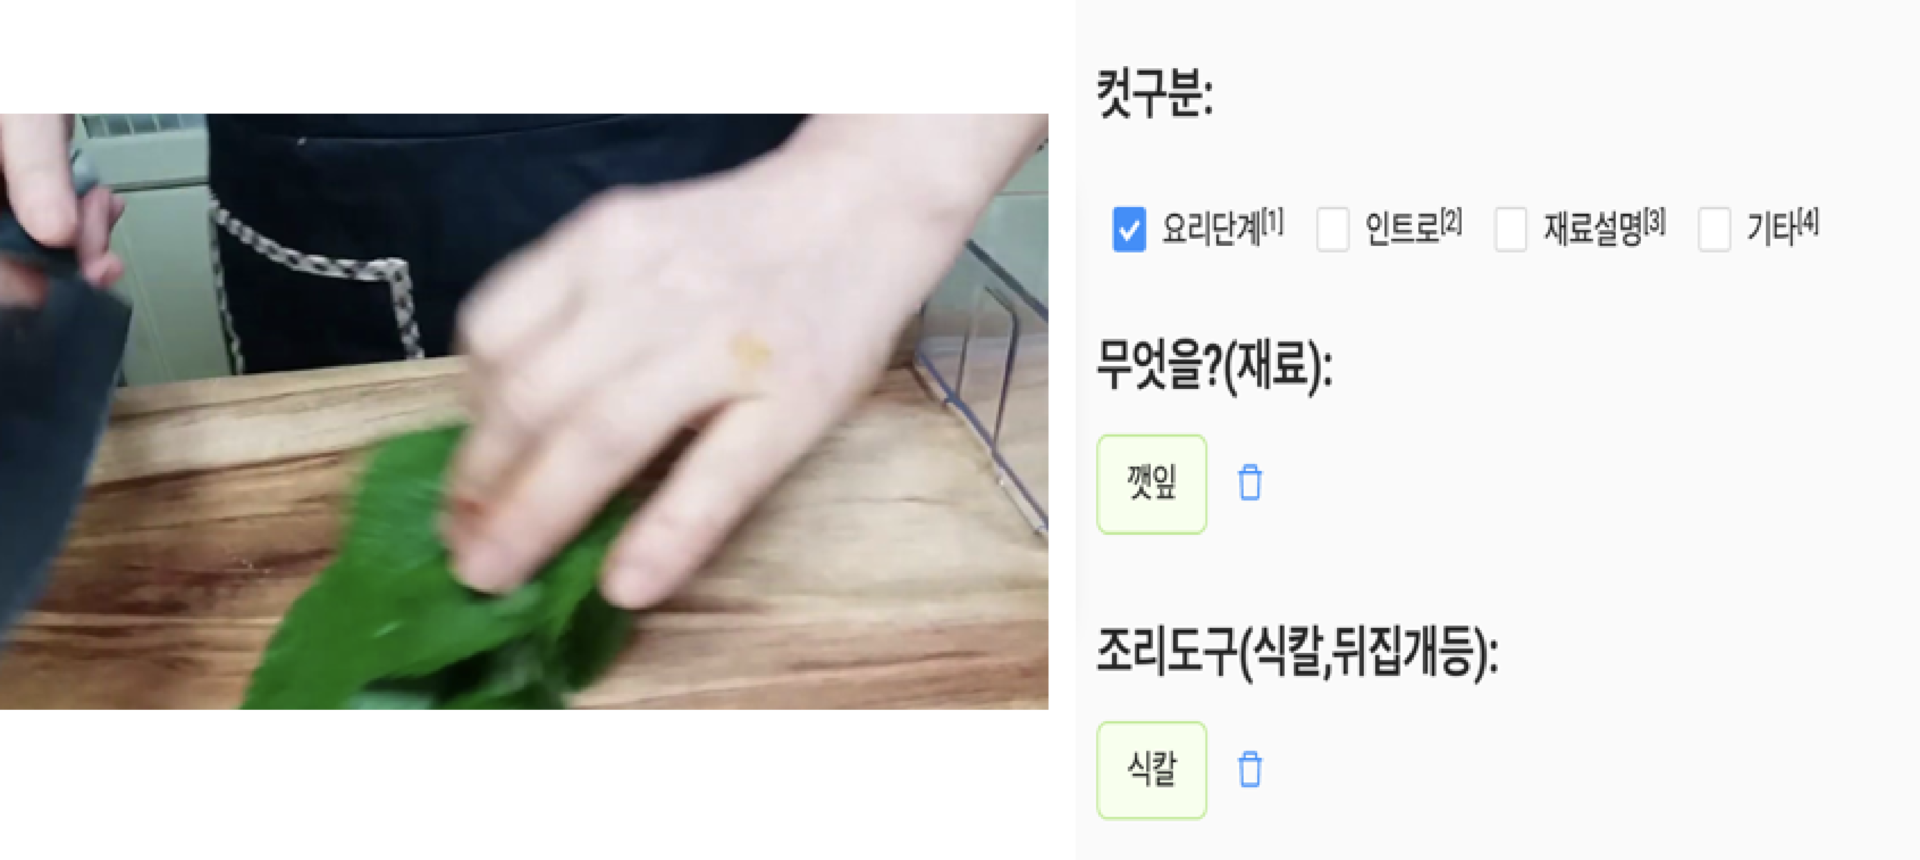 컷구분:
요리단계[1] 인트로[2] 재료설명[3] 기타[4]
무엇을?(재료):
깻잎
조리도구(식칼,뒤집개등):
식칼